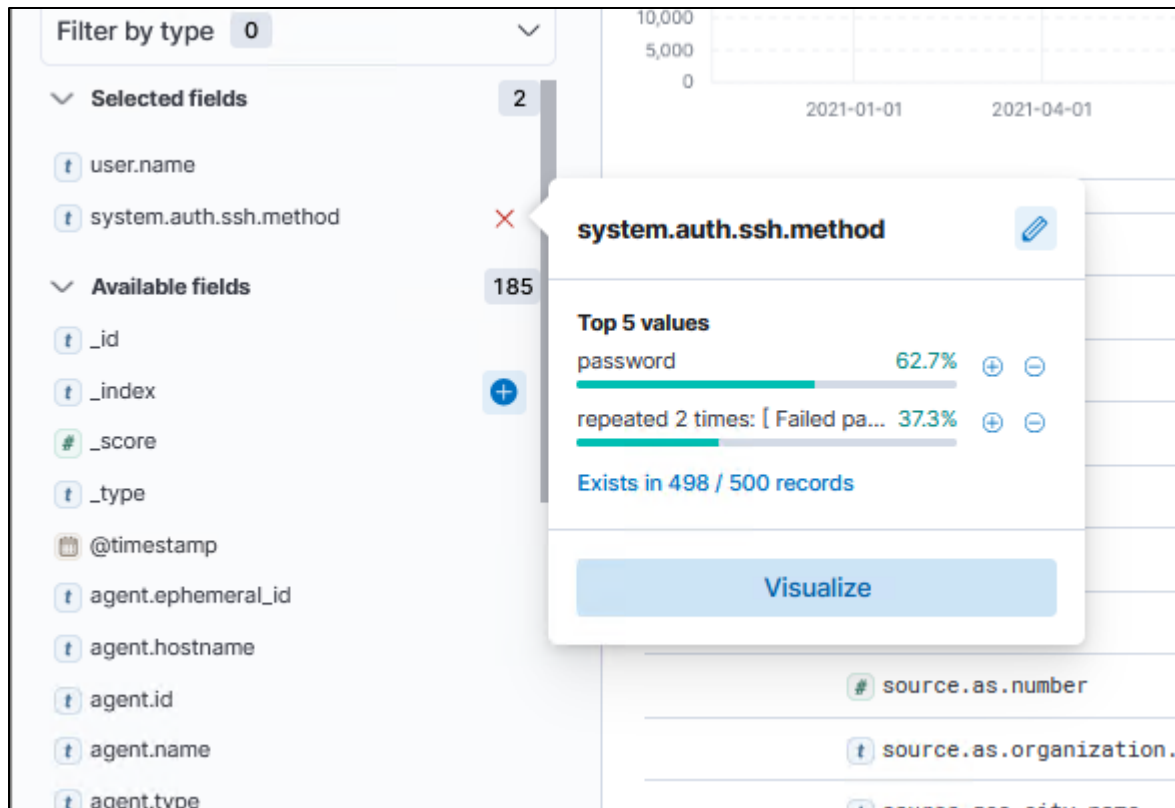 Filter by type 0
Selected fields 2
t user.name
t system.auth.ssh.method
Available fields 185
t _id
t _index
# _score
t _type
@timestamp
t agent.ephemeral_id
t agent.hostname
t agent.id
t agent.name
t agent.type
10,000
5,000
0
2021-01-01 2021-04-01
system.auth.ssh.method
Top 5 values
password 62.7%
repeated 2 times: [ Failed pa... 37.3%
Exists in 498 / 500 records
Visualize
# source.as.number
t source.as.organization.